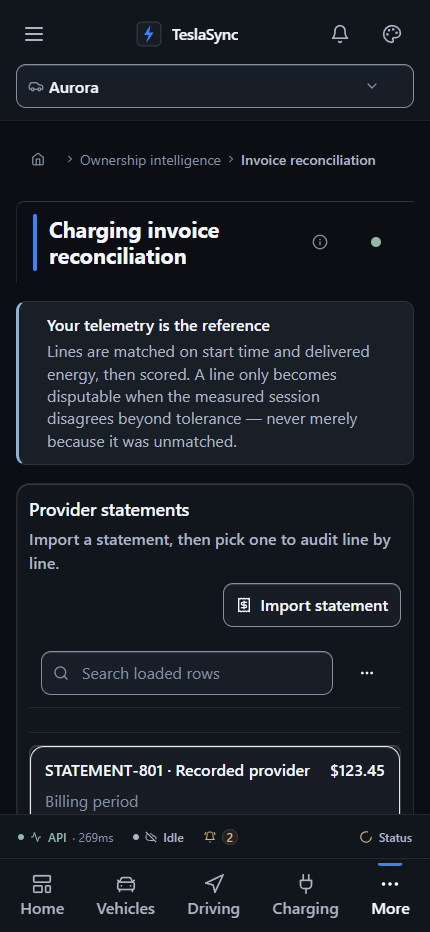 TeslaSync
Aurora
Ownership intelligence
Invoice reconciliation
Charging invoice
reconciliation
Your telemetry is the reference
Lines are matched on start time and delivered
energy, then scored. A line only becomes
disputable when the measured session
disagrees beyond tolerance — never merely
because it was unmatched.
Provider statements
Import a statement, then pick one to audit line by
line.
Import statement
Search loaded rows
STATEMENT-801 · Recorded provider $123.45
Billing period
API · 269ms Idle 2 Status
Home Vehicles Driving Charging More